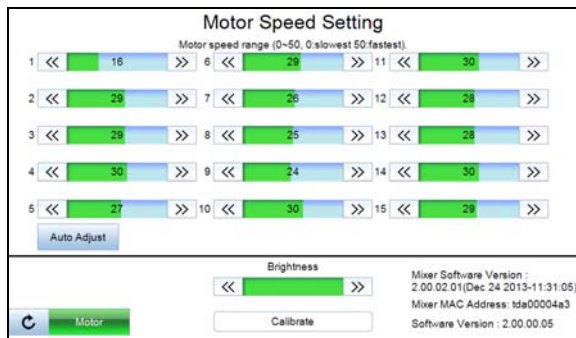 Motor Speed Setting
Motor speed range (0~50, 0:slowest 50:fastest).
1 << 16 >> 6 << 29 >> 11 << 30 >>
2 << 29 >> 7 << 26 >> 12 << 28 >>
3 << 29 >> 8 << 25 >> 13 << 28 >>
4 << 30 >> 9 << 24 >> 14 << 30 >>
5 << 27 >> 10 << 30 >> 15 << 29 >>
Auto Adjust
Brightness
<< >>
Calibrate
Motor
Mixer Software Version :
2.00.02.01(Dec 24 2013-11:31:05)
Mixer MAC Address: tda00004a3
Software Version : 2.00.00.05